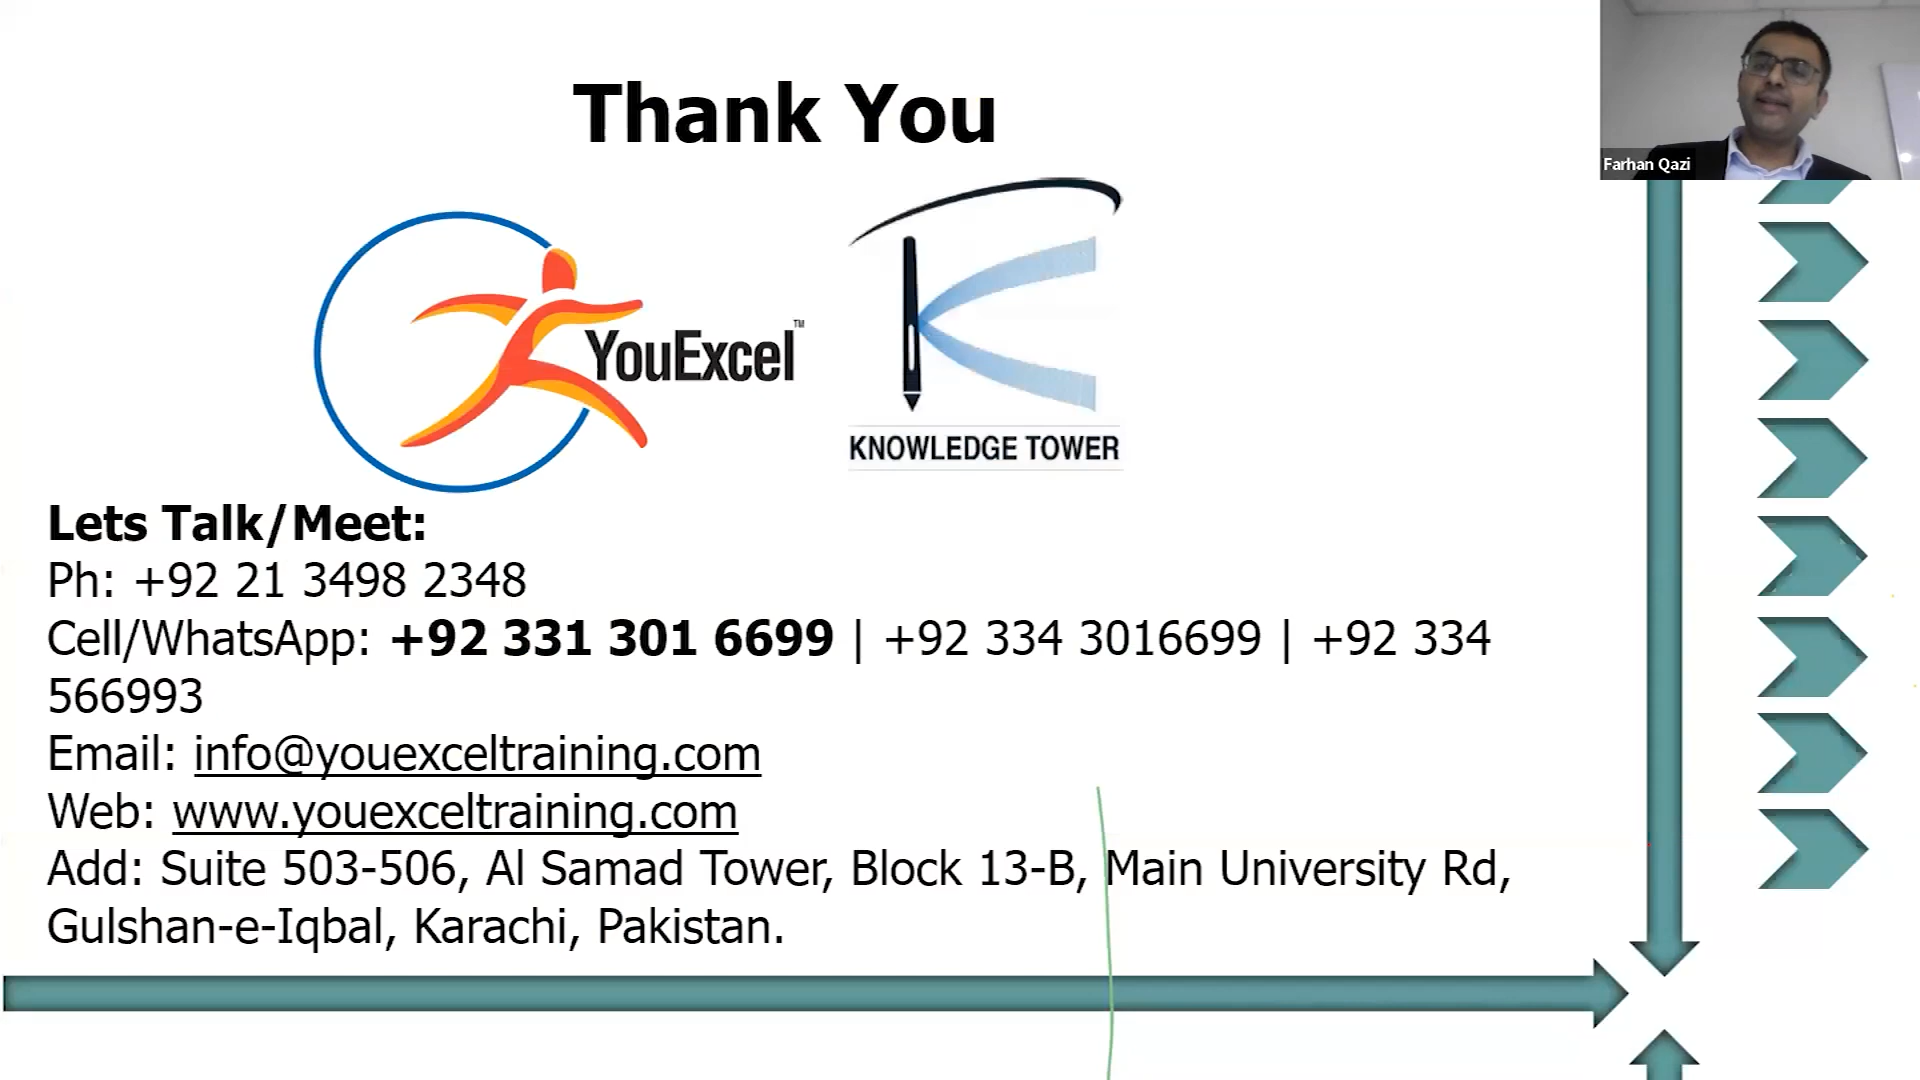 Thank You
Farhan Qazi
YouExcel™
KNOWLEDGE TOWER
Lets Talk/Meet:
Ph: +92 21 3498 2348
Cell/WhatsApp: +92 331 301 6699 | +92 334 3016699 | +92 334
566993
Email: info@youexceltraining.com
Web: www.youexceltraining.com
Add: Suite 503-506, Al Samad Tower, Block 13-B, Main University Rd,
Gulshan-e-Iqbal, Karachi, Pakistan.